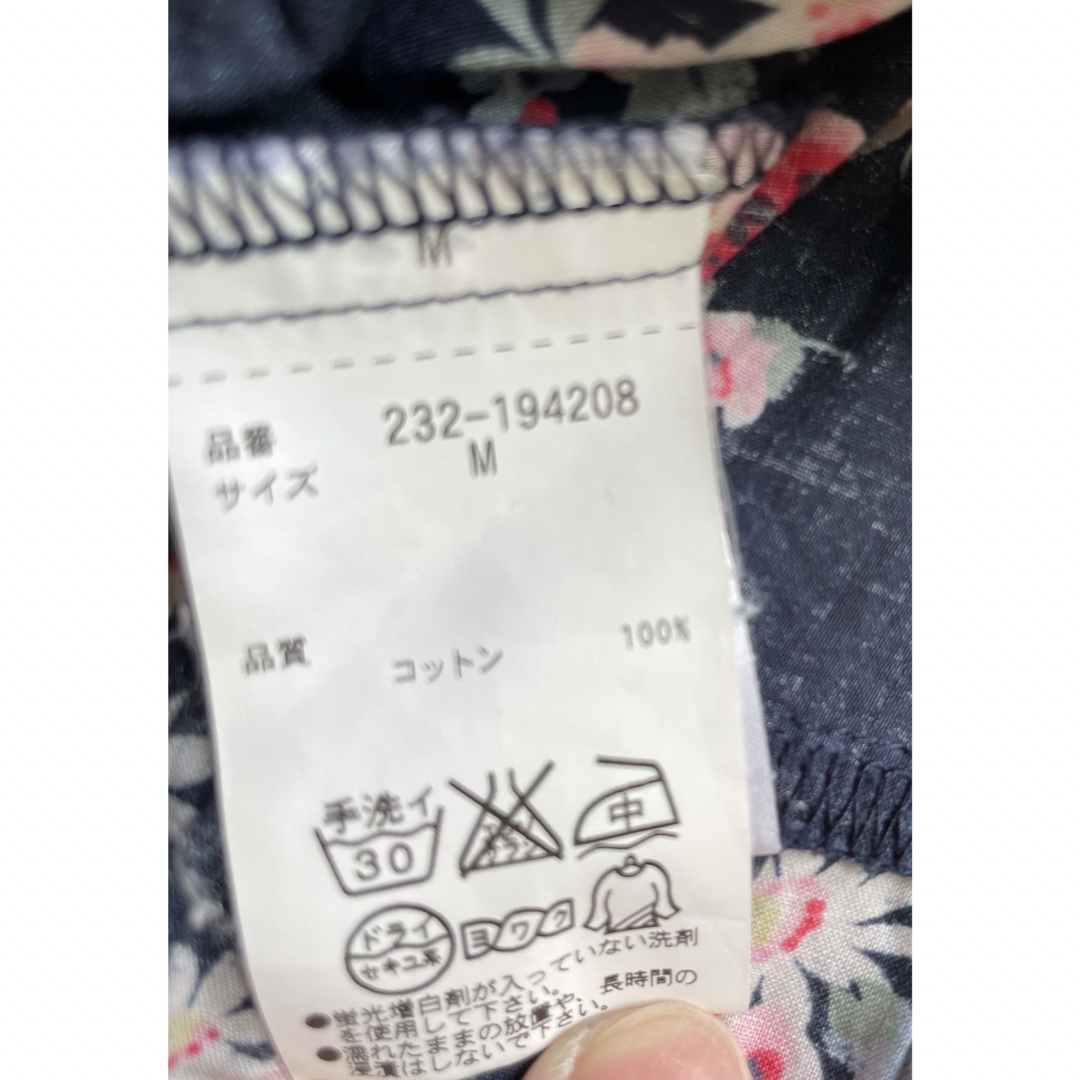 M
品番 232-194208
サイズ M
品質 コットン 100%
手洗イ
30
中
ドライ
セキユ系
ヨワク
●蛍光増白剤が入っていない洗剤
を使用して下さい。
●濡れたままの放置や、長時間の
浸漬はしないで下さい。